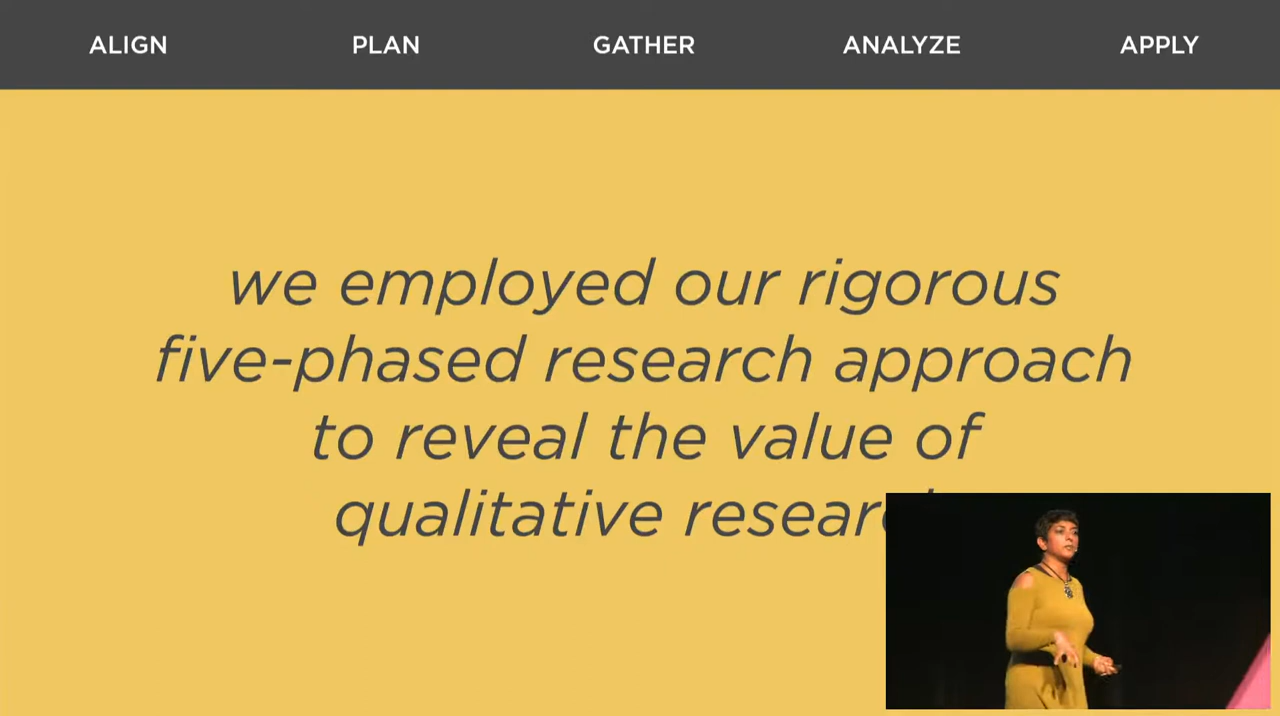 ALIGN PLAN GATHER ANALYZE APPLY
we employed our rigorous
five-phased research approach
to reveal the value of
qualitative